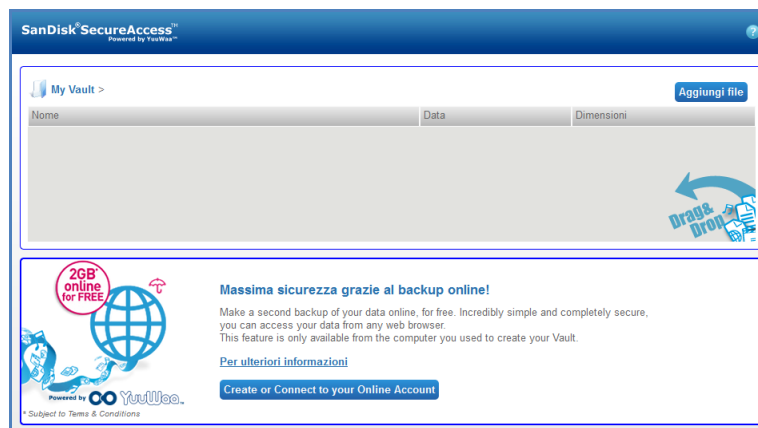 SanDisk®SecureAccess™
Powered by YuuWaa™
?
My Vault >
Aggiungi file
Nome Data Dimensioni
Drag&
Drop
2GB*
online
for FREE
Massima sicurezza grazie al backup online!
Make a second backup of your data online, for free. Incredibly simple and completely secure,
you can access your data from any web browser.
This feature is only available from the computer you used to create your Vault.
Per ulteriori informazioni
Create or Connect to your Online Account
Powered by YuuWaa.
* Subject to Terms & Conditions